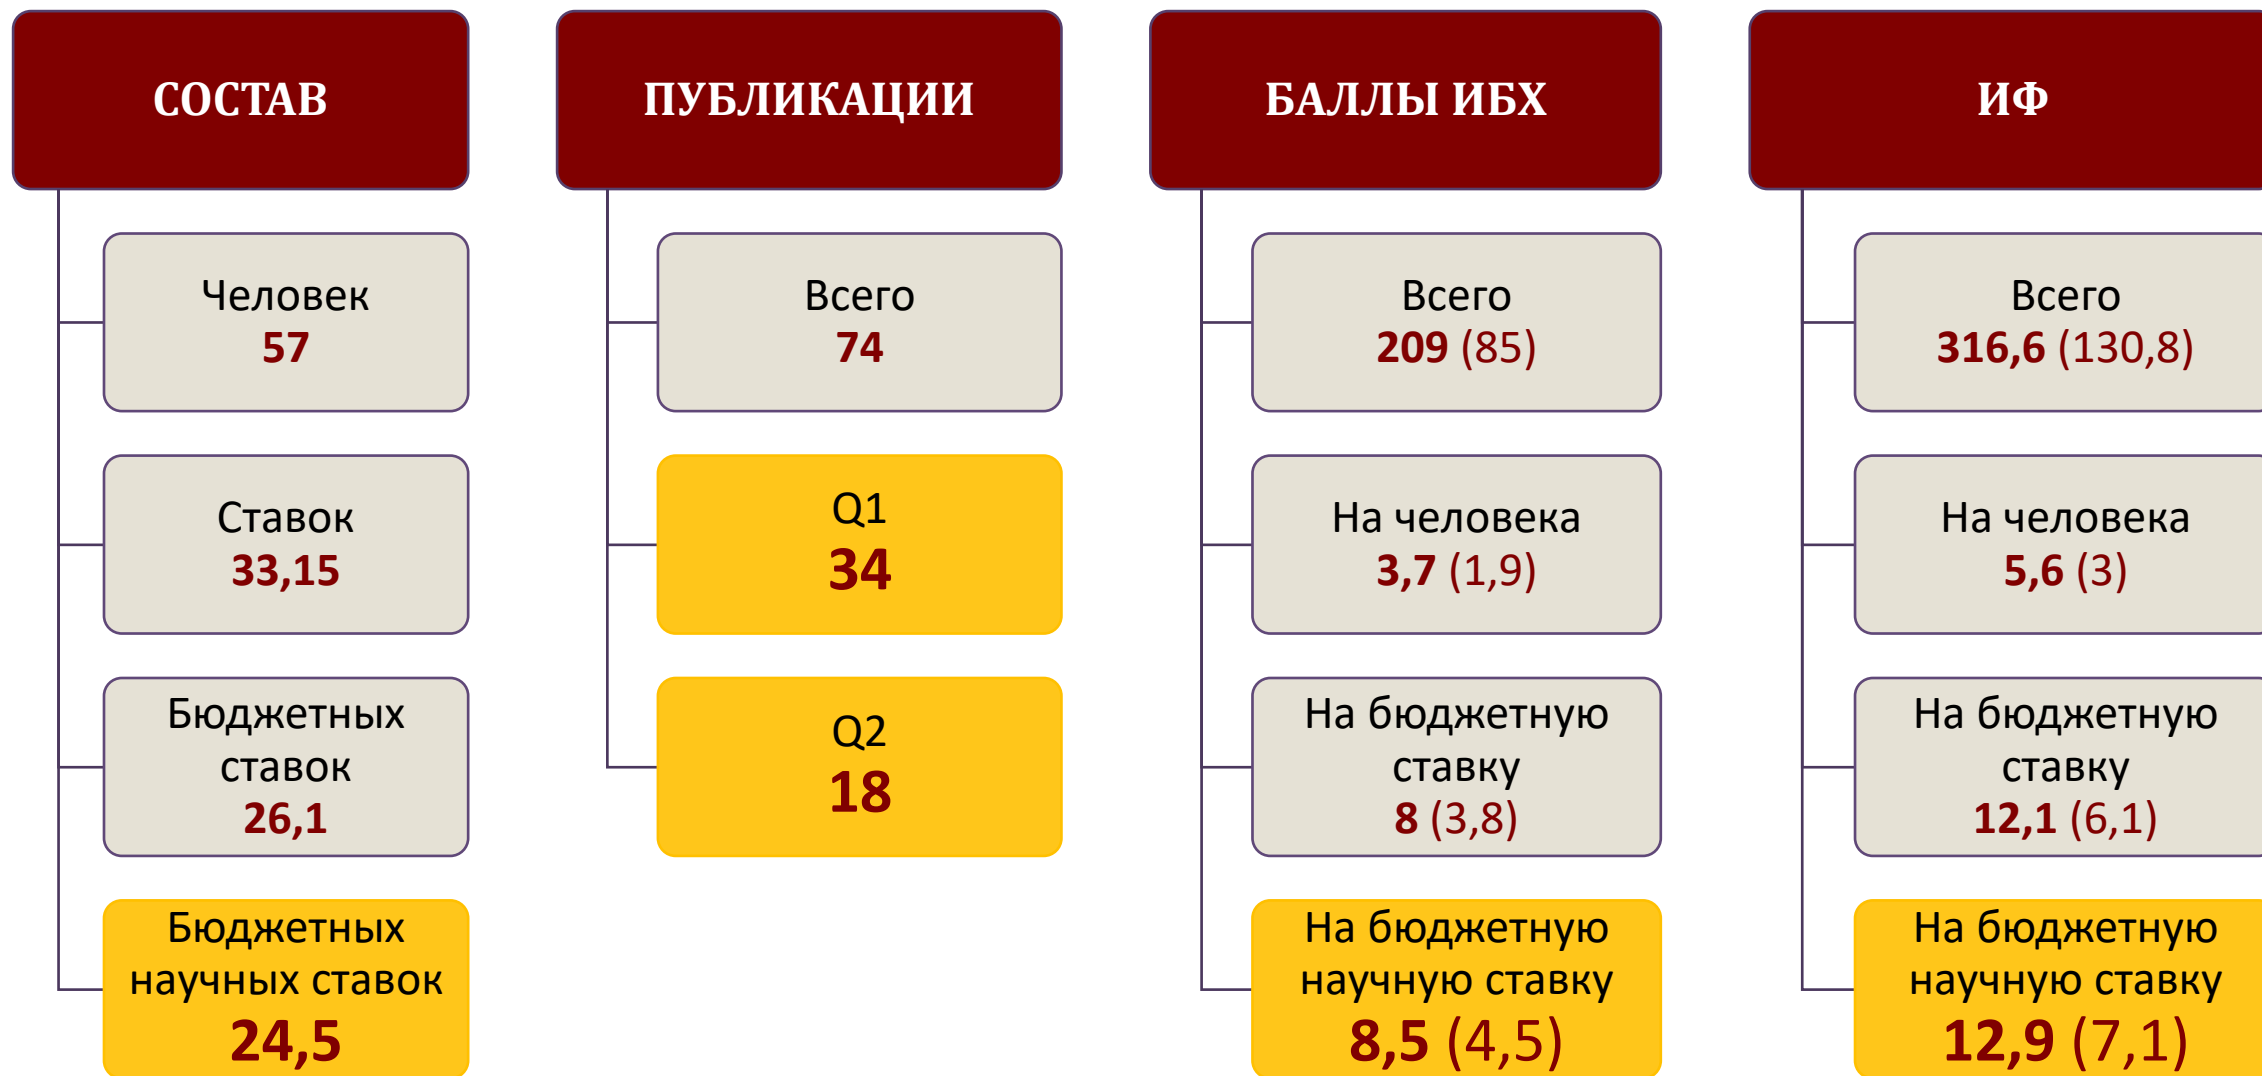 СОСТАВ
Человек
57
Ставок
33,15
Бюджетных
ставок
26,1
Бюджетных
научных ставок
24,5
ПУБЛИКАЦИИ
Всего
74
Q1
34
Q2
18
БАЛЛЫ ИБХ
Всего
209 (85)
На человека
3,7 (1,9)
На бюджетную
ставку
8 (3,8)
На бюджетную
научную ставку
8,5 (4,5)
ИФ
Всего
316,6 (130,8)
На человека
5,6 (3)
На бюджетную
ставку
12,1 (6,1)
На бюджетную
научную ставку
12,9 (7,1)